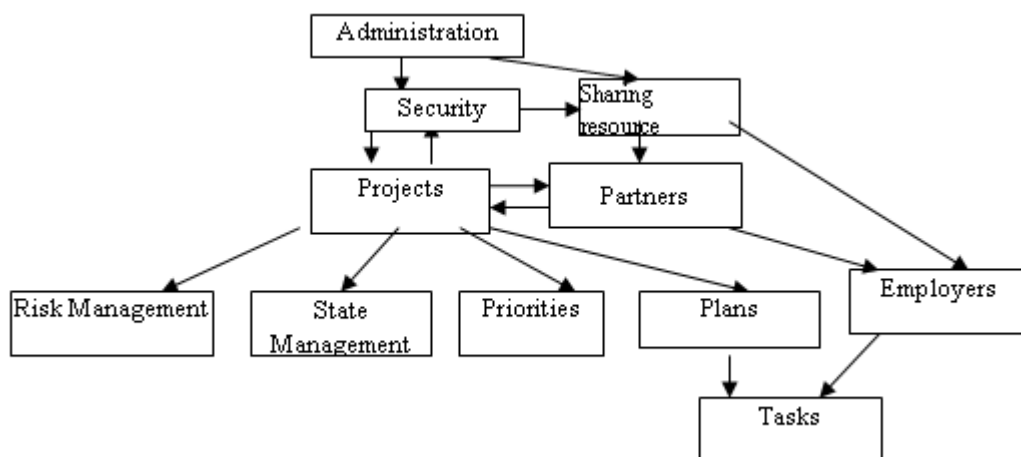 Administration
Security
Sharing
resource
Projects
Partners
Risk Management
State
Management
Priorities
Plans
Employers
Tasks